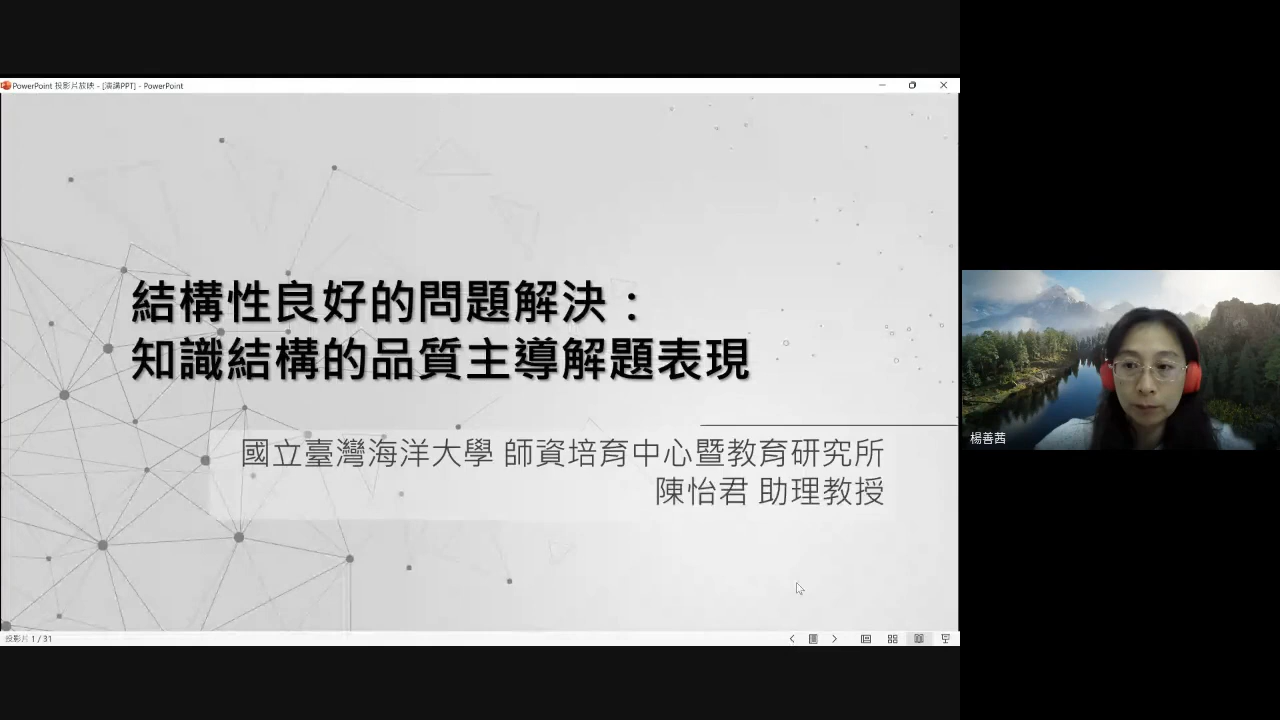 PowerPoint 投影片放映 - [演講PPT] - PowerPoint
結構性良好的問題解決：
知識結構的品質主導解題表現
國立臺灣海洋大學 師資培育中心暨教育研究所
陳怡君 助理教授
楊善茜
投影片 1 / 31